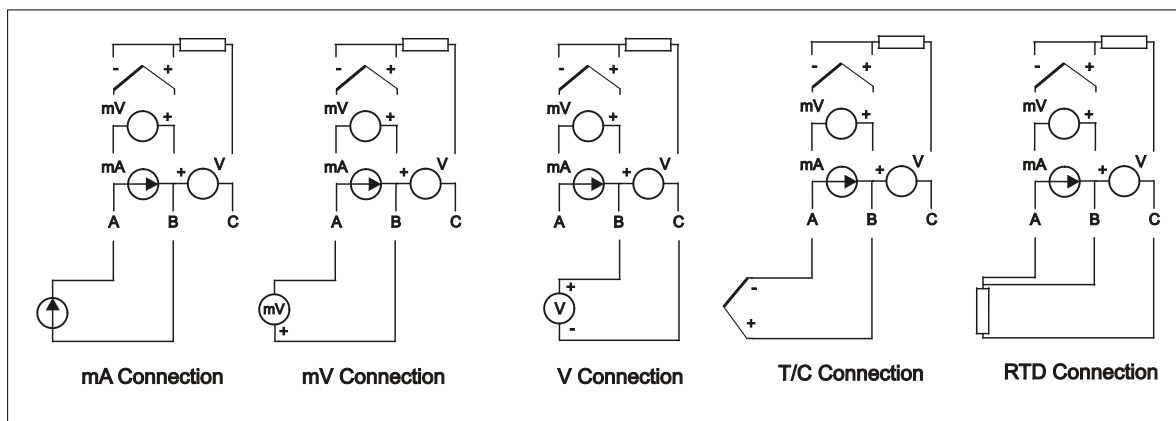 - + - + - + - + - +
mV + mV + mV + mV + mV +
mA + V mA + V mA + V mA + V mA + V
A B C A B C A B C A B C A B C
+ -
mV V
+ - +
mA Connection mV Connection V Connection T/C Connection RTD Connection